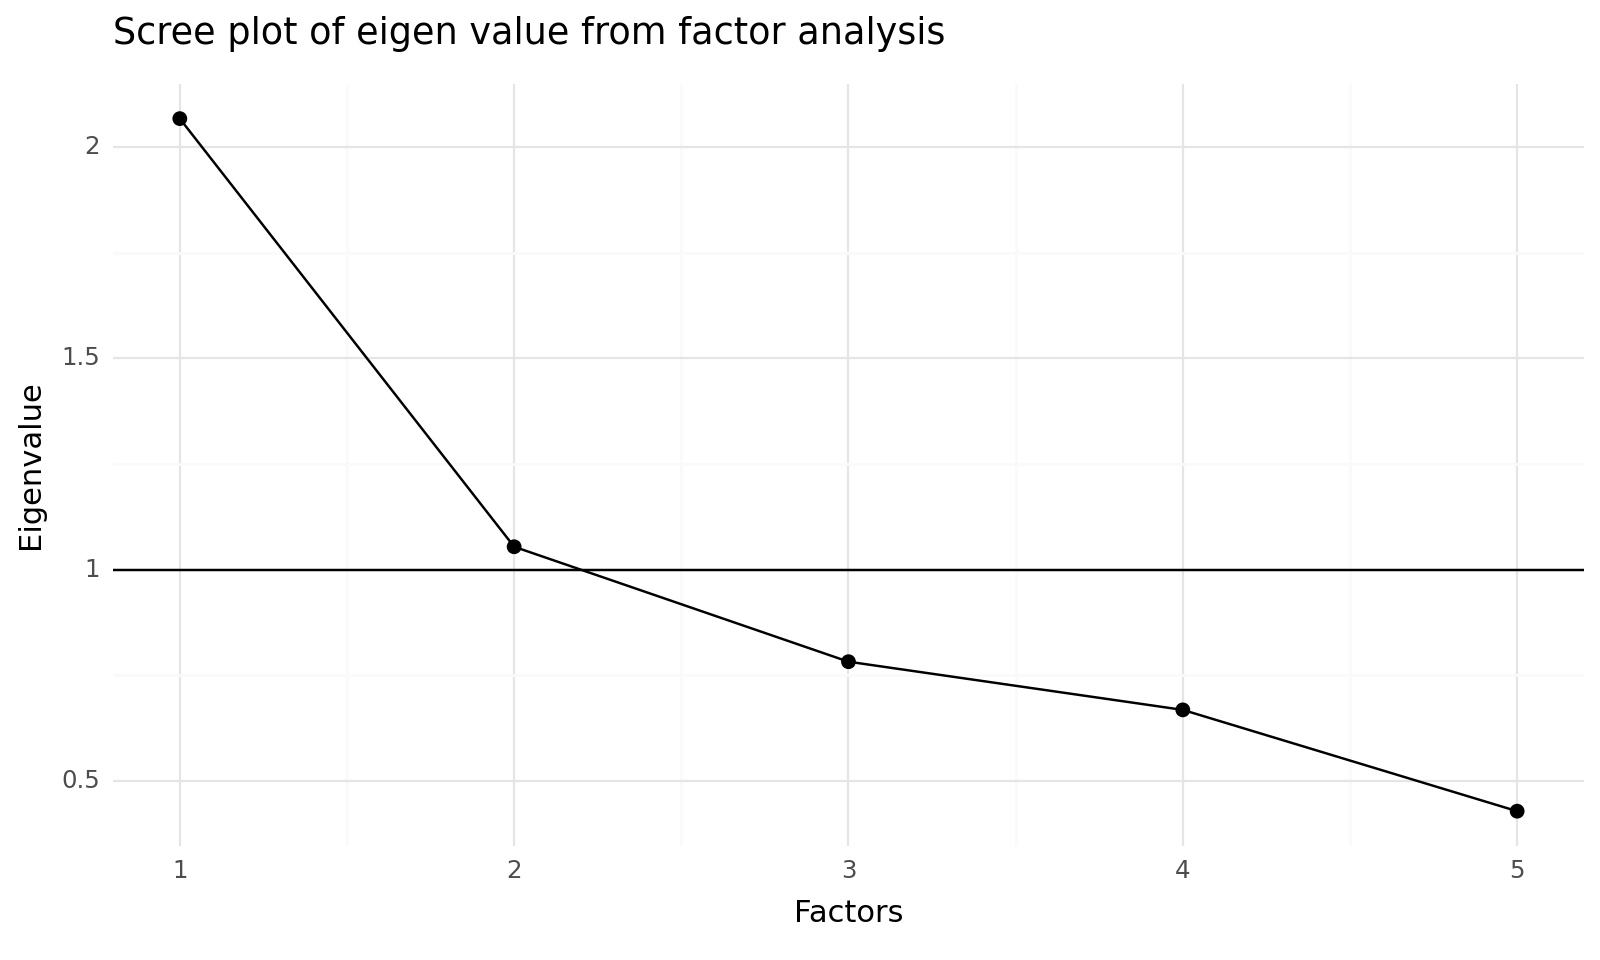 Scree plot of eigen value from factor analysis
Eigenvalue
2
1.5
1
0.5
1 2 3 4 5
Factors